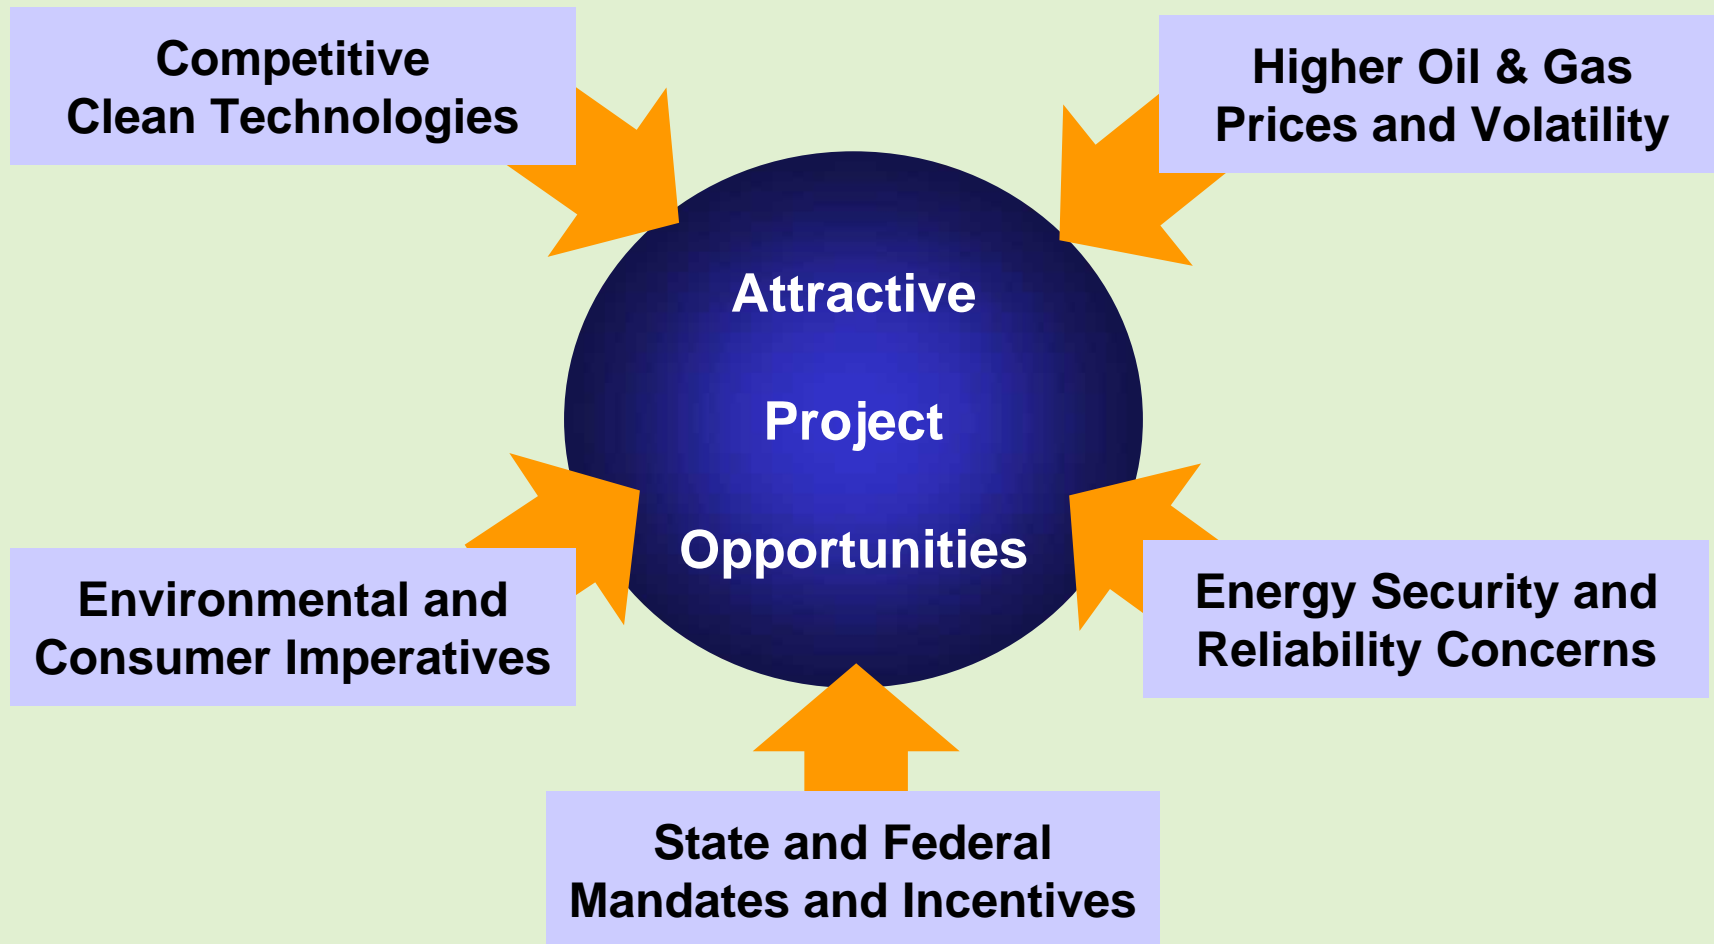 Competitive
Clean Technologies
Higher Oil & Gas
Prices and Volatility
Attractive
Project
Opportunities
Environmental and
Consumer Imperatives
Energy Security and
Reliability Concerns
State and Federal
Mandates and Incentives